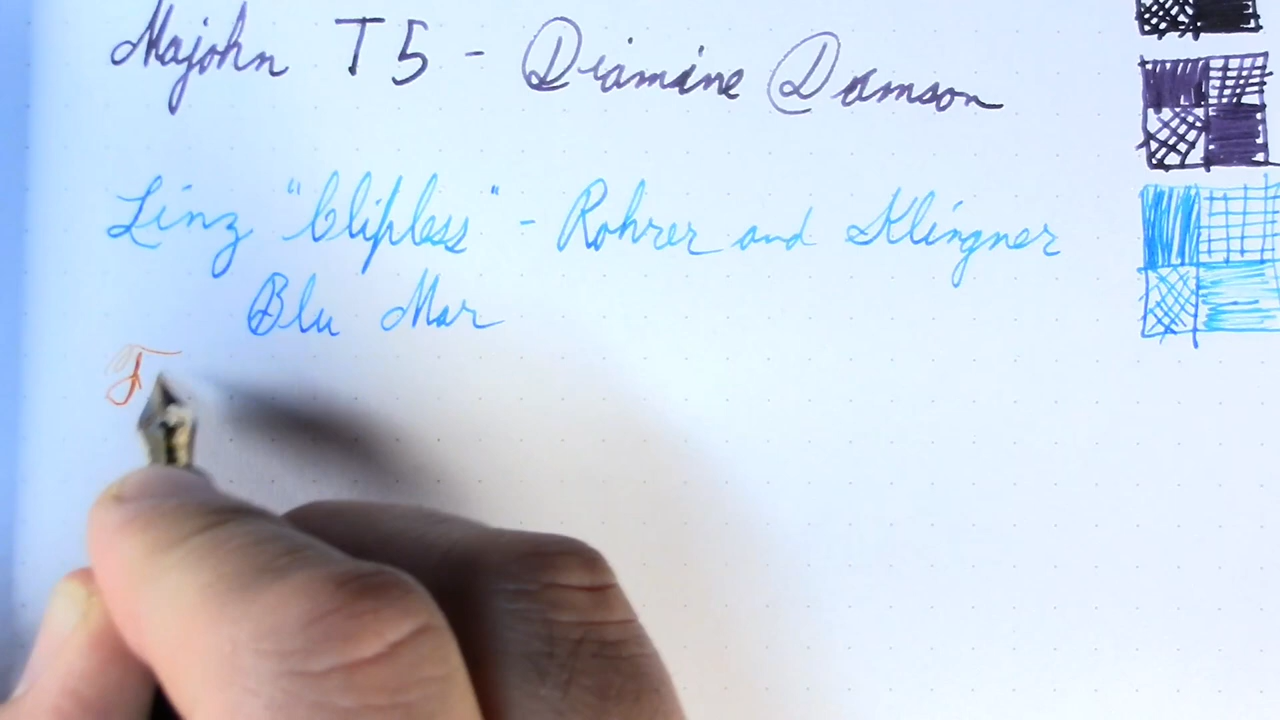 Majohn T5 - Diamine Damson
Linz "Clipless" - Rohrer and Klingner
Blu Mar